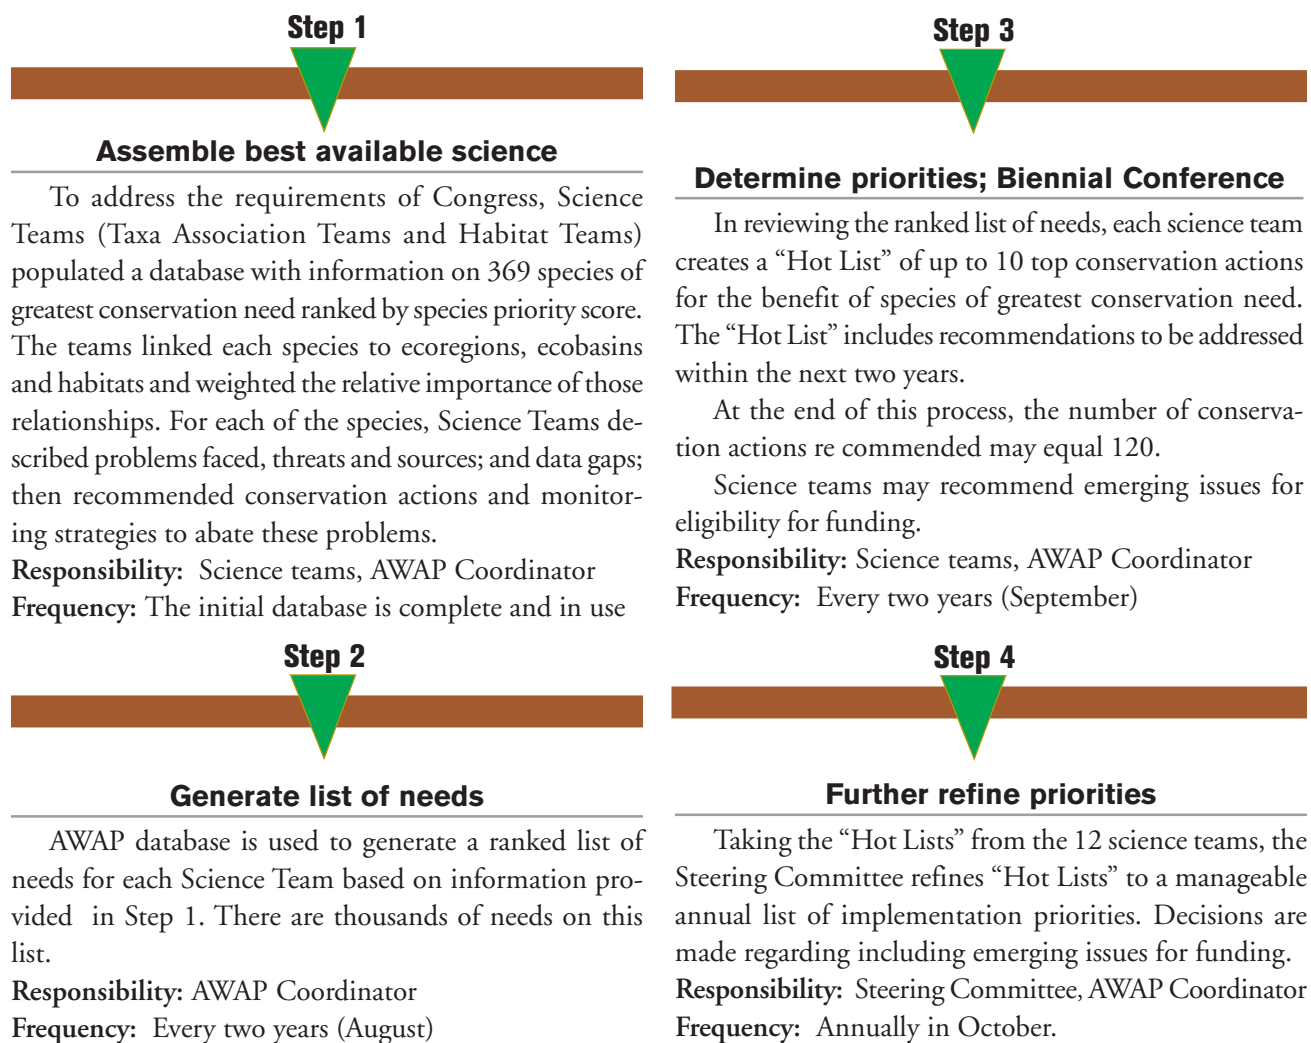 Step 1
Assemble best available science
To address the requirements of Congress, Science
Teams (Taxa Association Teams and Habitat Teams)
populated a database with information on 369 species of
greatest conservation need ranked by species priority score.
The teams linked each species to ecoregions, ecobasins
and habitats and weighted the relative importance of those
relationships. For each of the species, Science Teams de-
scribed problems faced, threats and sources; and data gaps;
then recommended conservation actions and monitor-
ing strategies to abate these problems.
Responsibility: Science teams, AWAP Coordinator
Frequency: The initial database is complete and in use
Step 2
Generate list of needs
AWAP database is used to generate a ranked list of
needs for each Science Team based on information pro-
vided in Step 1. There are thousands of needs on this
list.
Responsibility: AWAP Coordinator
Frequency: Every two years (August)
Step 3
Determine priorities; Biennial Conference
In reviewing the ranked list of needs, each science team
creates a “Hot List” of up to 10 top conservation actions
for the benefit of species of greatest conservation need.
The “Hot List” includes recommendations to be addressed
within the next two years.
At the end of this process, the number of conserva-
tion actions re commended may equal 120.
Science teams may recommend emerging issues for
eligibility for funding.
Responsibility: Science teams, AWAP Coordinator
Frequency: Every two years (September)
Step 4
Further refine priorities
Taking the “Hot Lists” from the 12 science teams, the
Steering Committee refines “Hot Lists” to a manageable
annual list of implementation priorities. Decisions are
made regarding including emerging issues for funding.
Responsibility: Steering Committee, AWAP Coordinator
Frequency: Annually in October.